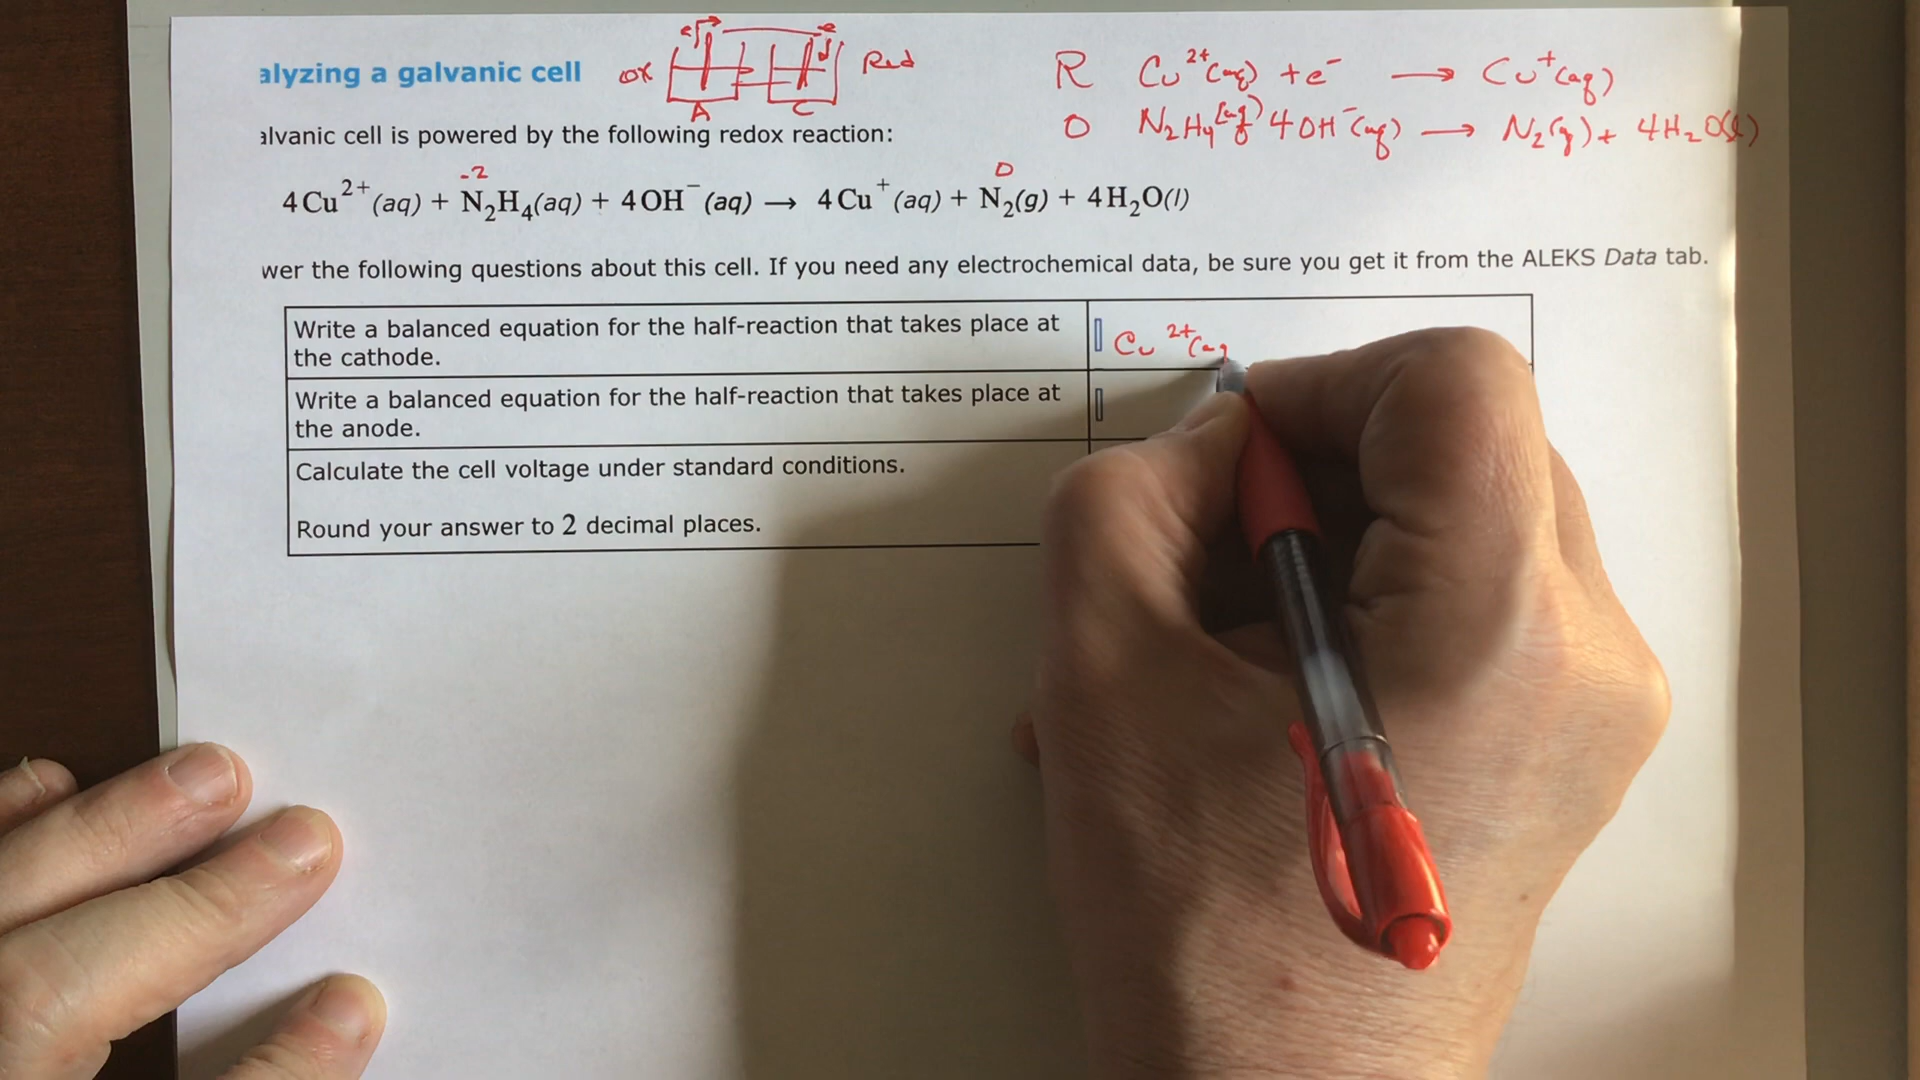 alyzing a galvanic cell
ox
e⁻
e
Red
A
C
R Cu²⁺(aq) + e⁻ → Cu⁺(aq)
O N₂H₄(aq) 4OH⁻(aq) → N₂(g) + 4H₂O(l)
alvanic cell is powered by the following redox reaction:
-2
0
4Cu²⁺(aq) + N₂H₄(aq) + 4OH⁻(aq) → 4Cu⁺(aq) + N₂(g) + 4H₂O(l)
wer the following questions about this cell. If you need any electrochemical data, be sure you get it from the ALEKS Data tab.
Write a balanced equation for the half-reaction that takes place at
the cathode.
Cu²⁺(aq
Write a balanced equation for the half-reaction that takes place at
the anode.
Calculate the cell voltage under standard conditions.
Round your answer to 2 decimal places.